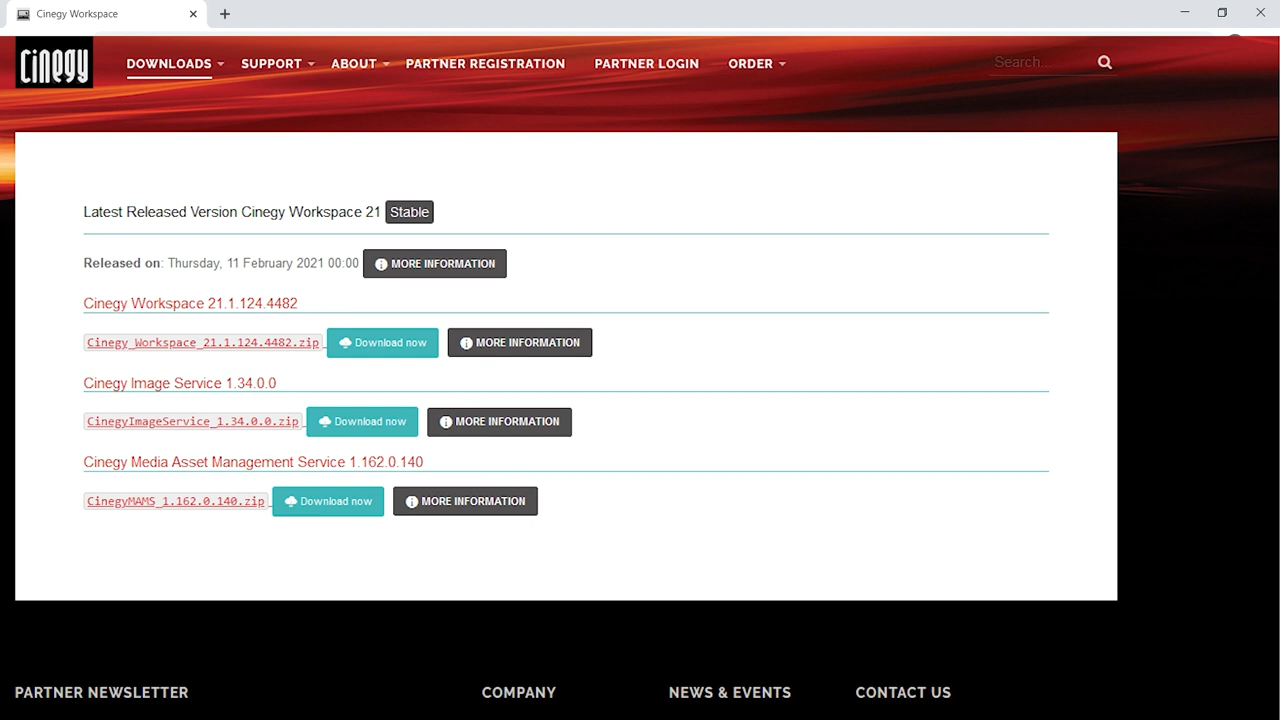 Cinegy Workspace
cinegy DOWNLOADS SUPPORT ABOUT PARTNER REGISTRATION PARTNER LOGIN ORDER Search...
Latest Released Version Cinegy Workspace 21 Stable
Released on: Thursday, 11 February 2021 00:00 MORE INFORMATION
Cinegy Workspace 21.1.124.4482
Cinegy_Workspace_21.1.124.4482.zip Download now MORE INFORMATION
Cinegy Image Service 1.34.0.0
CinegyImageService_1.34.0.0.zip Download now MORE INFORMATION
Cinegy Media Asset Management Service 1.162.0.140
CinegyMAMS_1.162.0.140.zip Download now MORE INFORMATION
PARTNER NEWSLETTER COMPANY NEWS & EVENTS CONTACT US